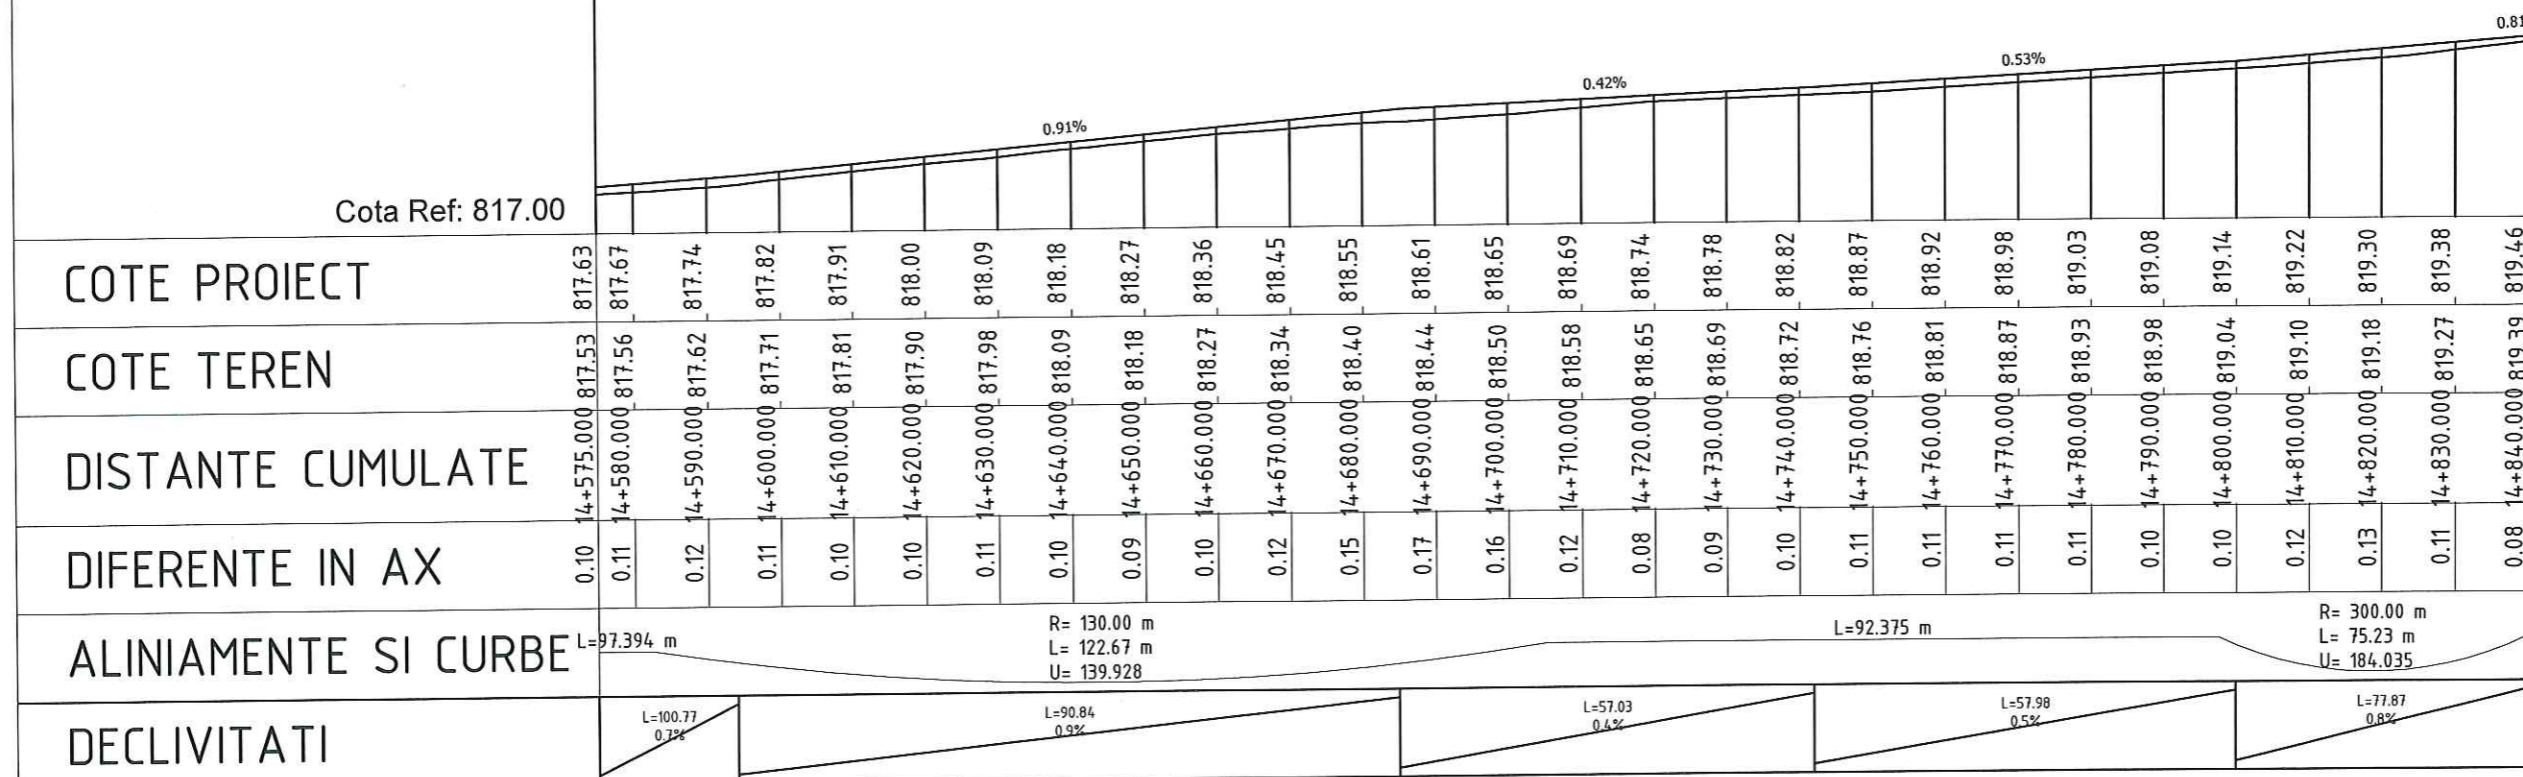 0.91%
0.42%
0.53%
0.81
Cota Ref: 817.00
COTE PROIECT 817.63 817.67 817.74 817.82 817.91 818.00 818.09 818.18 818.27 818.36 818.45 818.55 818.61 818.65 818.69 818.74 818.78 818.82 818.87 818.92 818.98 819.03 819.08 819.14 819.22 819.30 819.38 819.46
COTE TEREN 817.53 817.56 817.62 817.71 817.81 817.90 817.98 818.09 818.18 818.27 818.34 818.40 818.44 818.50 818.58 818.65 818.69 818.72 818.76 818.81 818.87 818.93 818.98 819.04 819.10 819.18 819.27 819.39
DISTANTE CUMULATE 14+575.000 14+580.000 14+590.000 14+600.000 14+610.000 14+620.000 14+630.000 14+640.000 14+650.000 14+660.000 14+670.000 14+680.000 14+690.000 14+700.000 14+710.000 14+720.000 14+730.000 14+740.000 14+750.000 14+760.000 14+770.000 14+780.000 14+790.000 14+800.000 14+810.000 14+820.000 14+830.000 14+840.000
DIFERENTE IN AX 0.10 0.11 0.12 0.11 0.10 0.10 0.11 0.10 0.09 0.10 0.12 0.15 0.17 0.16 0.12 0.08 0.09 0.10 0.11 0.11 0.11 0.11 0.10 0.10 0.12 0.13 0.11 0.08
ALINIAMENTE SI CURBE L=97.394 m
R= 130.00 m
L= 122.67 m
U= 139.928
L=92.375 m
R= 300.00 m
L= 75.23 m
U= 184.035
DECLIVITATI
L=100.77
0.7%
L=90.84
0.9%
L=57.03
0.4%
L=57.98
0.5%
L=77.87
0.8%